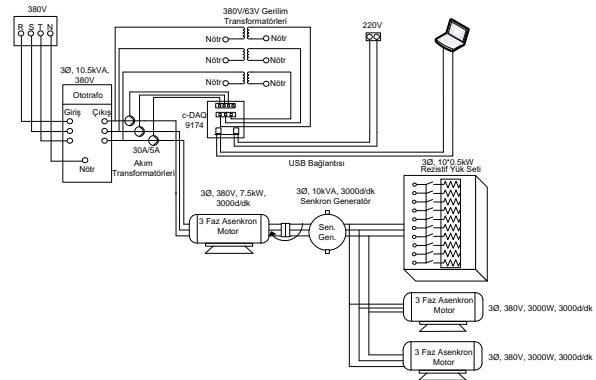 380V
R S T N
3Ø, 10.5kVA,
380V
Ototrafo
Giriş Çıkış
Nötr
380V/63V Gerilim
Transformatörleri
Nötr Nötr
Nötr Nötr
Nötr Nötr
c-DAQ
9174
30A/5A
Akım
Transformatörleri
220V
USB Bağlantısı
3Ø, 380V, 7.5kW,
3000d/dk
3 Faz Asenkron
Motor
3Ø, 10kVA, 3000d/dk
Senkron Generatör
Sen.
Gen.
3Ø, 10*0.5kW
Rezistif Yük Seti
3 Faz Asenkron
Motor
3Ø, 380V, 3000W, 3000d/dk
3 Faz Asenkron
Motor
3Ø, 380V, 3000W, 3000d/dk